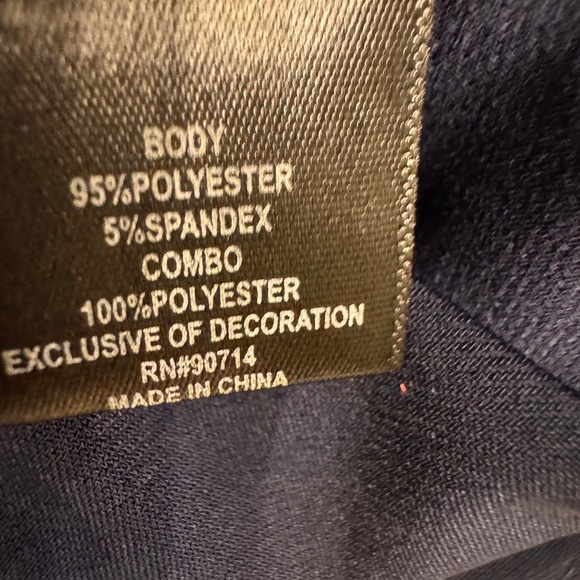 BODY
95%POLYESTER
5%SPANDEX
COMBO
100%POLYESTER
EXCLUSIVE OF DECORATION
RN#90714
MADE IN CHINA